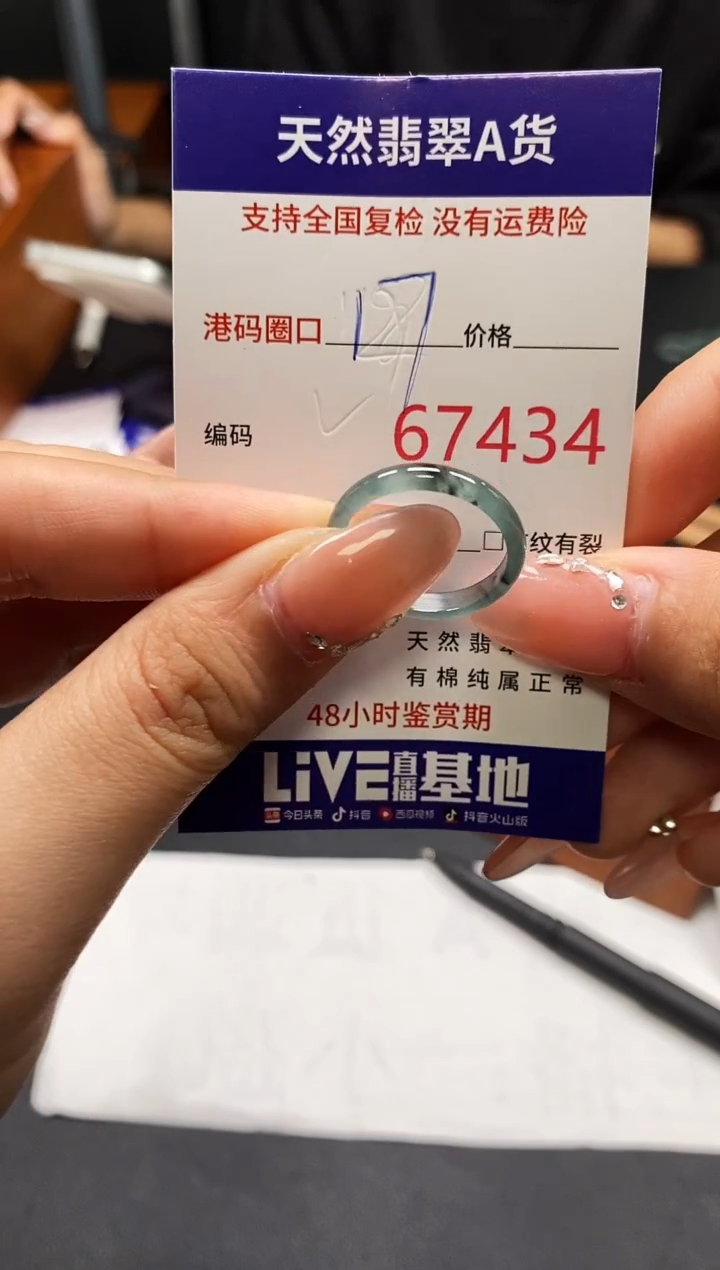 天然翡翠A货
支持全国复检 没有运费险
港码圈口 17 价格
编码 67434
纹有裂
天然翡
有棉纯属正常
48小时鉴赏期
LiVE直播基地
头条 今日头条 抖音 西瓜视频 抖音火山版